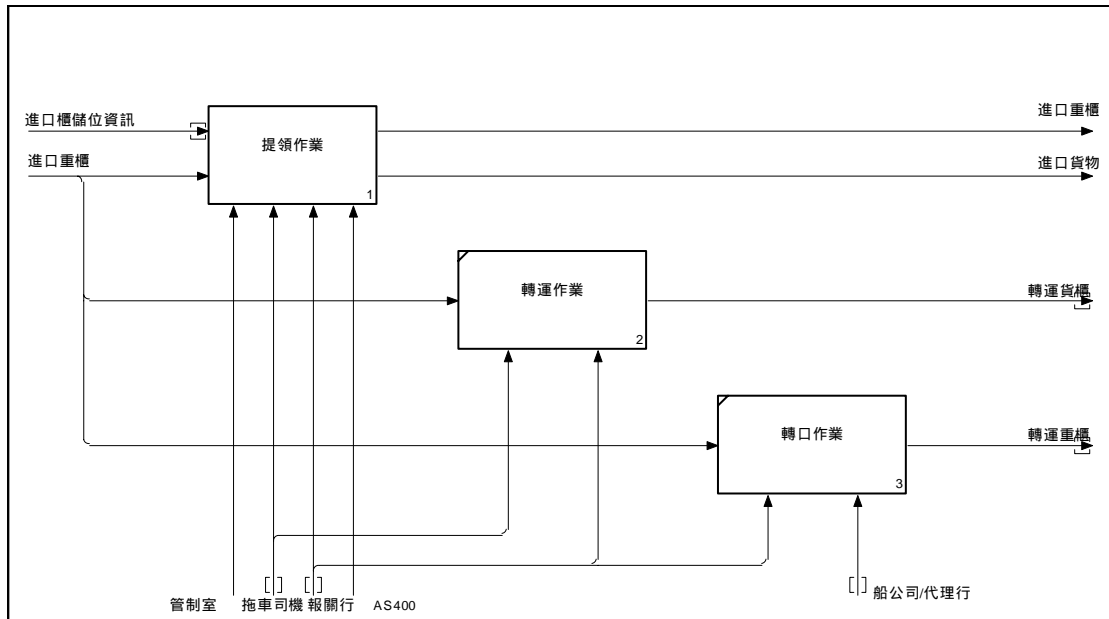 進口櫃儲位資訊
進口重櫃
提領作業
1
進口重櫃
進口貨物
轉運作業
2
轉運貨櫃
轉口作業
3
轉運重櫃
管制室
拖車司機
報關行
AS400
船公司/代理行